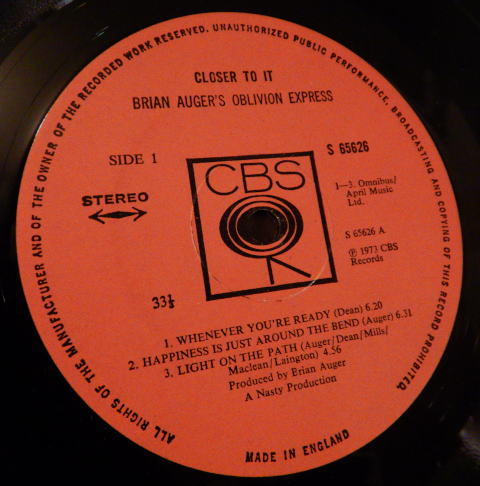 ALL RIGHTS OF THE MANUFACTURER AND OF THE OWNER OF THE RECORDED WORK RESERVED. UNAUTHORIZED PUBLIC PERFORMANCE, BROADCASTING AND COPYING OF THIS RECORD PROHIBITED.
CLOSER TO IT
BRIAN AUGER'S OBLIVION EXPRESS
SIDE 1
S 65626
STEREO
CBS
1—3. Omnibus/
April Music
Ltd.
S 65626 A
℗ 1973 CBS
Records
33⅓
1. WHENEVER YOU'RE READY (Dean) 6.20
2. HAPPINESS IS JUST AROUND THE BEND (Auger) 6.31
3. LIGHT ON THE PATH (Auger/Dean/Mills/
Maclean/Laington) 4.56
Produced by Brian Auger
A Nasty Production
MADE IN ENGLAND